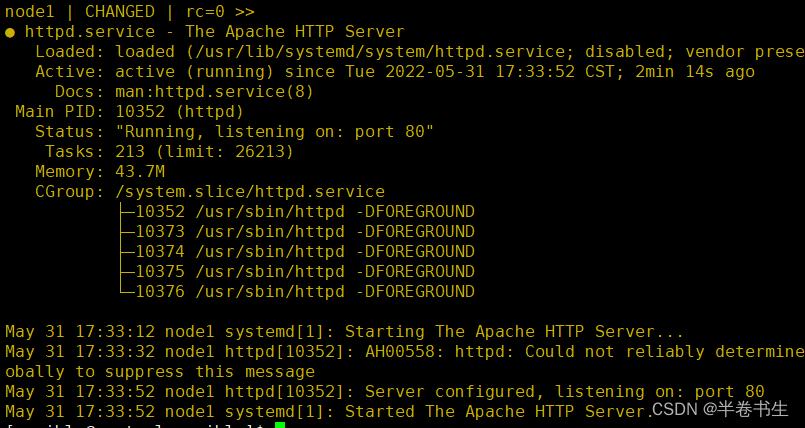 node1 | CHANGED | rc=0 >>
● httpd.service - The Apache HTTP Server
Loaded: loaded (/usr/lib/systemd/system/httpd.service; disabled; vendor prese
Active: active (running) since Tue 2022-05-31 17:33:52 CST; 2min 14s ago
Docs: man:httpd.service(8)
Main PID: 10352 (httpd)
Status: "Running, listening on: port 80"
Tasks: 213 (limit: 26213)
Memory: 43.7M
CGroup: /system.slice/httpd.service
├─10352 /usr/sbin/httpd -DFOREGROUND
├─10373 /usr/sbin/httpd -DFOREGROUND
├─10374 /usr/sbin/httpd -DFOREGROUND
├─10375 /usr/sbin/httpd -DFOREGROUND
└─10376 /usr/sbin/httpd -DFOREGROUND
May 31 17:33:12 node1 systemd[1]: Starting The Apache HTTP Server...
May 31 17:33:32 node1 httpd[10352]: AH00558: httpd: Could not reliably determine
obally to suppress this message
May 31 17:33:52 node1 httpd[10352]: Server configured, listening on: port 80
May 31 17:33:52 node1 systemd[1]: Started The Apache HTTP Server.
CSDN @半卷书生